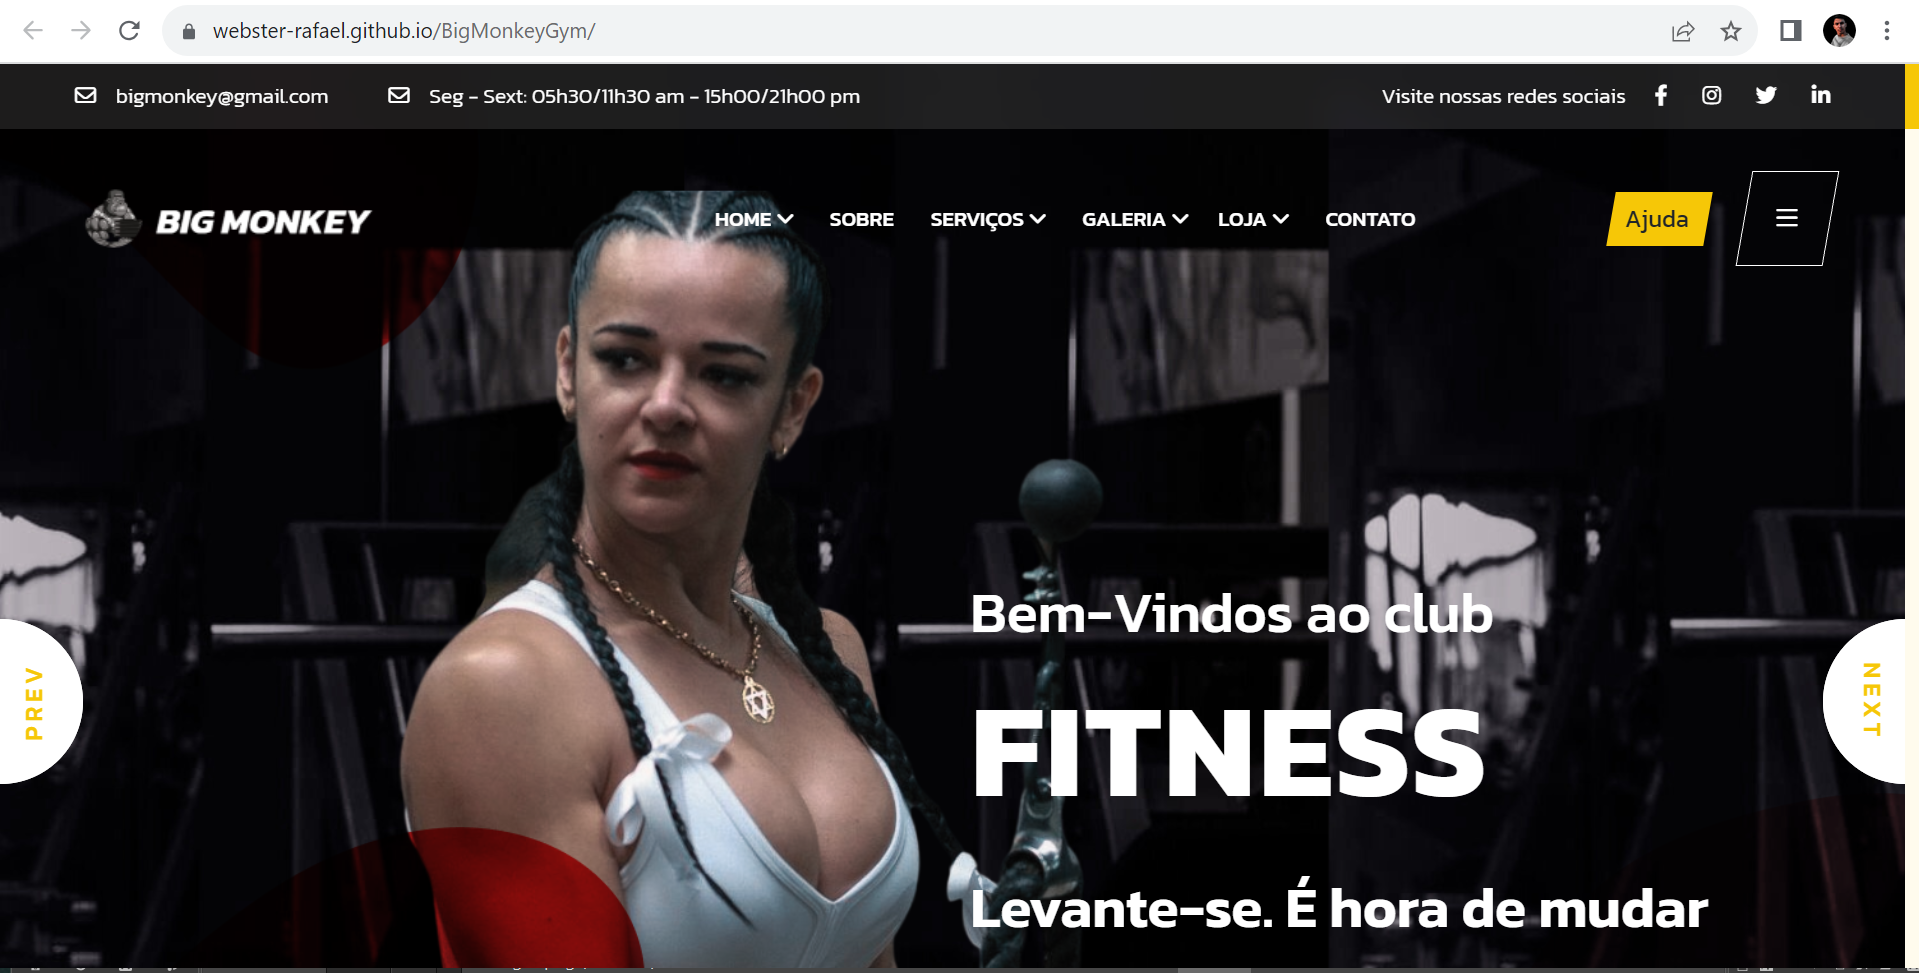 webster-rafael.github.io/BigMonkeyGym/
bigmonkey@gmail.com
Seg - Sext: 05h30/11h30 am - 15h00/21h00 pm
Visite nossas redes sociais
BIG MONKEY
HOME
SOBRE
SERVIÇOS
GALERIA
LOJA
CONTATO
Ajuda
Bem-Vindos ao club
PREV
NEXT
FITNESS
Levante-se. É hora de mudar